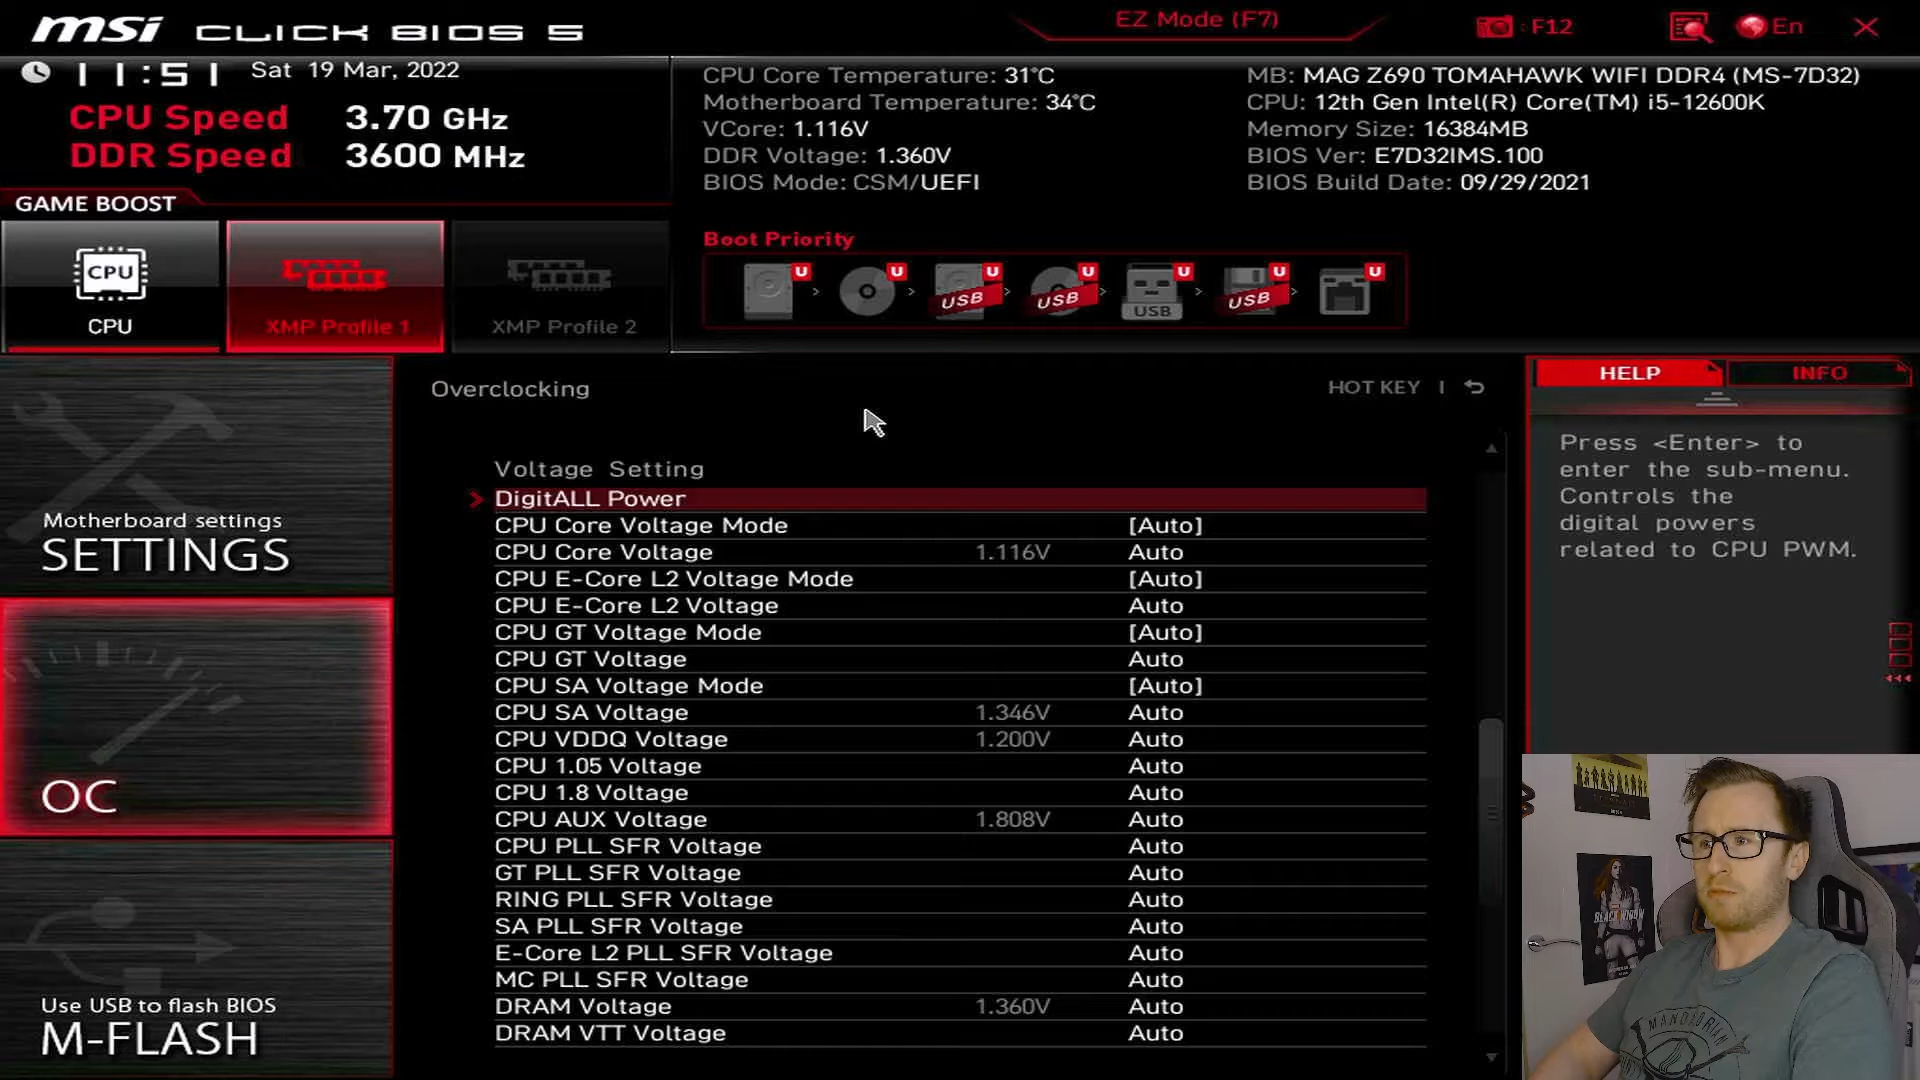 msi CLICK BIOS 5
EZ Mode (F7)
: F12
En
11:51 Sat 19 Mar, 2022
CPU Speed 3.70 GHz
DDR Speed 3600 MHz
CPU Core Temperature: 31°C
Motherboard Temperature: 34°C
VCore: 1.116V
DDR Voltage: 1.360V
BIOS Mode: CSM/UEFI
MB: MAG Z690 TOMAHAWK WIFI DDR4 (MS-7D32)
CPU: 12th Gen Intel(R) Core(TM) i5-12600K
Memory Size: 16384MB
BIOS Ver: E7D32IMS.100
BIOS Build Date: 09/29/2021
GAME BOOST
CPU
CPU
XMP Profile 1
XMP Profile 2
Boot Priority
U U U U U U U
USB USB USB USB
Motherboard settings
SETTINGS
OC
Use USB to flash BIOS
M-FLASH
Overclocking
HOT KEY |
Voltage Setting
> DigitALL Power
CPU Core Voltage Mode [Auto]
CPU Core Voltage 1.116V Auto
CPU E-Core L2 Voltage Mode [Auto]
CPU E-Core L2 Voltage Auto
CPU GT Voltage Mode [Auto]
CPU GT Voltage Auto
CPU SA Voltage Mode [Auto]
CPU SA Voltage 1.346V Auto
CPU VDDQ Voltage 1.200V Auto
CPU 1.05 Voltage Auto
CPU 1.8 Voltage Auto
CPU AUX Voltage 1.808V Auto
CPU PLL SFR Voltage Auto
GT PLL SFR Voltage Auto
RING PLL SFR Voltage Auto
SA PLL SFR Voltage Auto
E-Core L2 PLL SFR Voltage Auto
MC PLL SFR Voltage Auto
DRAM Voltage 1.360V Auto
DRAM VTT Voltage Auto
HELP
INFO
Press <Enter> to
enter the sub-menu.
Controls the
digital powers
related to CPU PWM.
BLACK WIDOW
MANDALORIAN